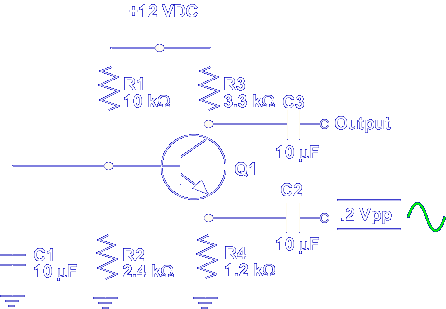 +12 VDC
R1
10 kΩ
R3
3.3 kΩ
C3
Output
10 µF
Q1
C2
.2 Vpp
10 µF
C1
10 µF
R2
2.4 kΩ
R4
1.2 kΩ